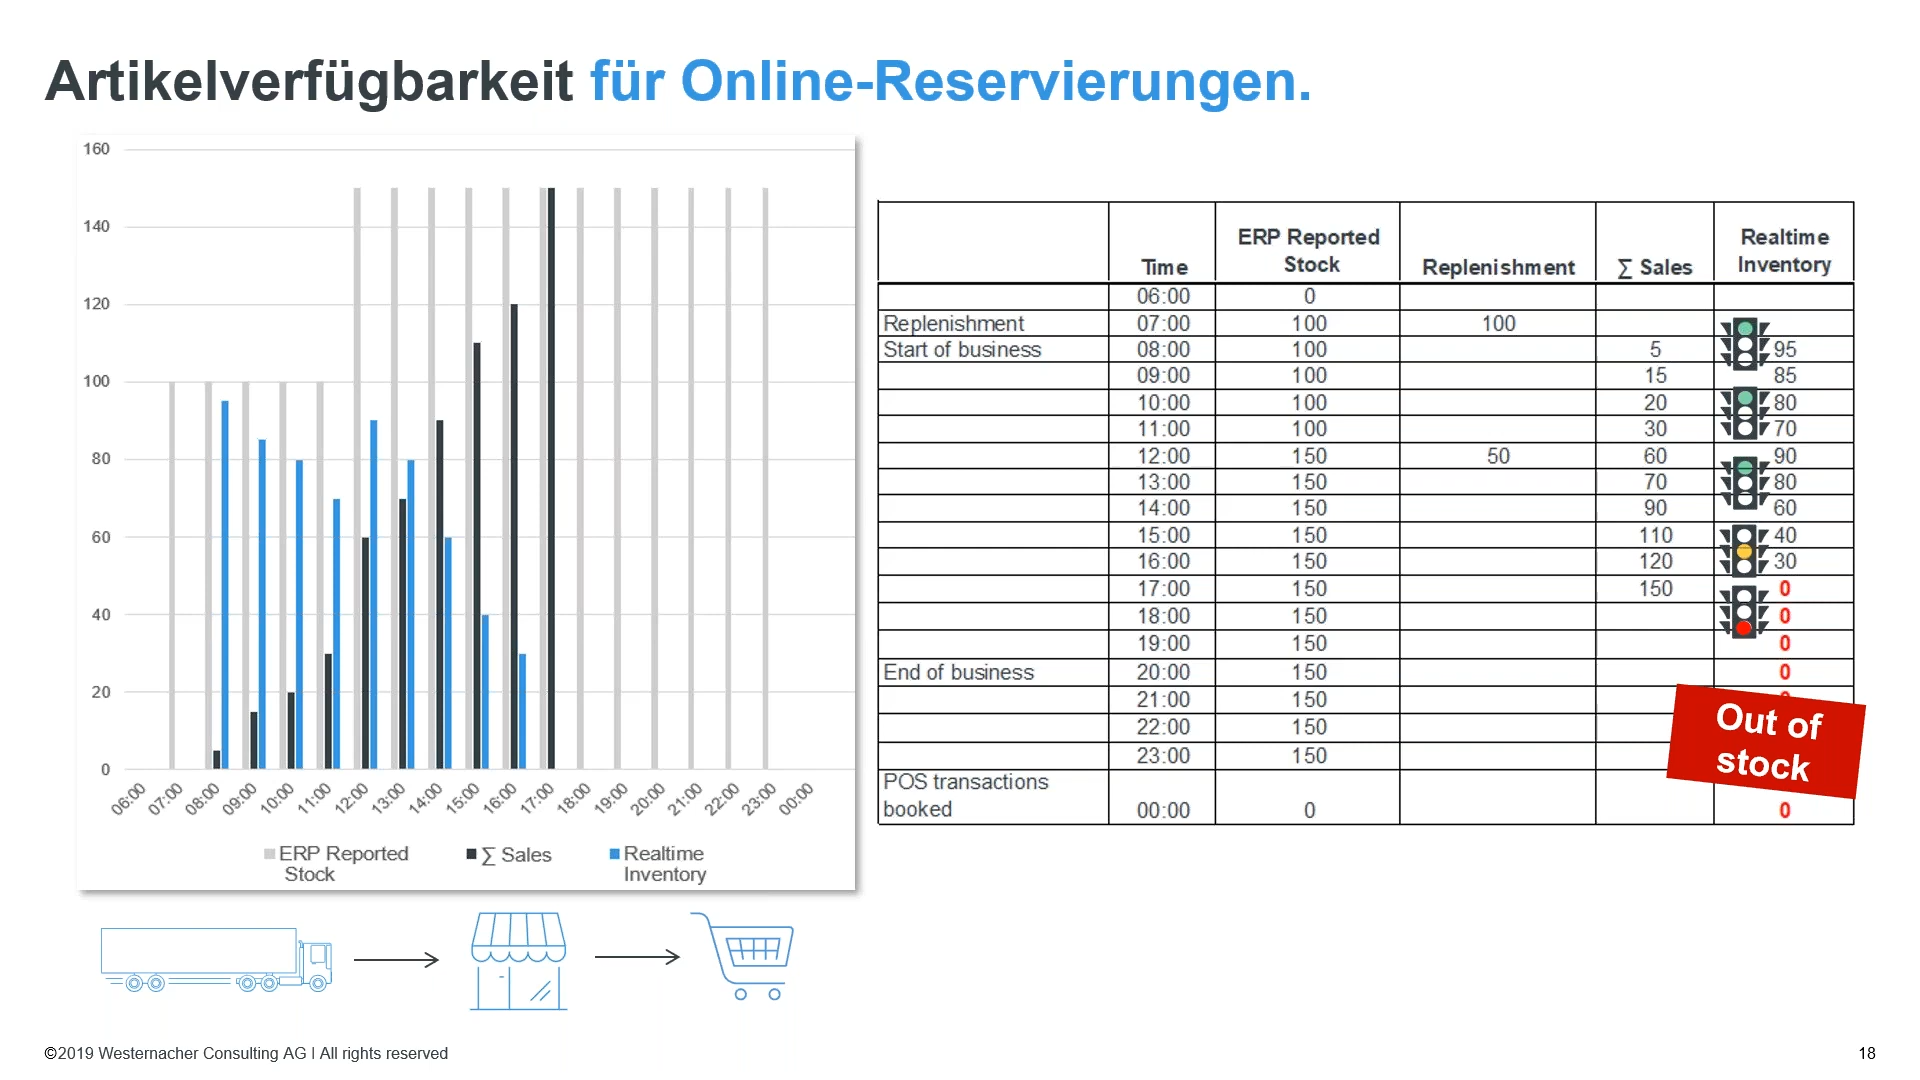 Artikelverfügbarkeit für Online-Reservierungen.
160
140
120
100
80
60
40
20
0
06:00 07:00 08:00 09:00 10:00 11:00 12:00 13:00 14:00 15:00 16:00 17:00 18:00 19:00 20:00 21:00 22:00 23:00 00:00
ERP Reported Stock
∑ Sales
Realtime Inventory
Time ERP Reported Stock Replenishment ∑ Sales Realtime Inventory
06:00 0
Replenishment 07:00 100 100
Start of business 08:00 100 5 95
09:00 100 15 85
10:00 100 20 80
11:00 100 30 70
12:00 150 50 60 90
13:00 150 70 80
14:00 150 90 60
15:00 150 110 40
16:00 150 120 30
17:00 150 150 0
18:00 150 0
19:00 150 0
End of business 20:00 150 0
21:00 150
22:00 150
23:00 150
POS transactions booked 00:00 0 0
Out of
stock
©2019 Westernacher Consulting AG I All rights reserved
18